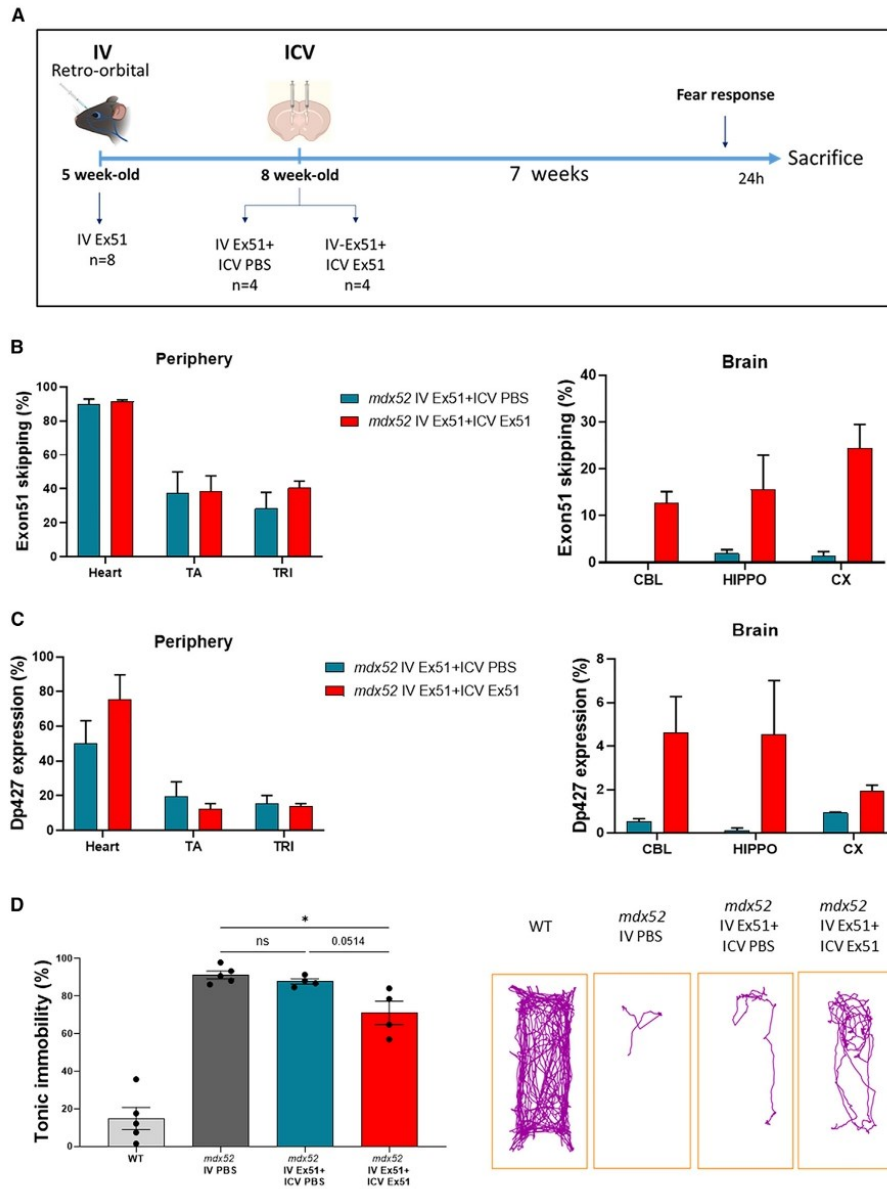 A
IV
Retro-orbital
ICV
Fear response
5 week-old
8 week-old
7 weeks
24h
Sacrifice
IV Ex51
n=8
IV Ex51+
ICV PBS
n=4
IV-Ex51+
ICV Ex51
n=4
B
Periphery
Exon51 skipping (%)
100
80
60
40
20
0
Heart
TA
TRI
mdx52 IV Ex51+ICV PBS
mdx52 IV Ex51+ICV Ex51
Brain
Exon51 skipping (%)
40
30
20
10
0
CBL
HIPPO
CX
C
Periphery
Dp427 expression (%)
100
80
60
40
20
0
Heart
TA
TRI
mdx52 IV Ex51+ICV PBS
mdx52 IV Ex51+ICV Ex51
Brain
Dp427 expression (%)
8
6
4
2
0
CBL
HIPPO
CX
D
Tonic immobility (%)
100
80
60
40
20
0
*
ns
0.0514
WT
mdx52
IV PBS
mdx52
IV Ex51+
ICV PBS
mdx52
IV Ex51+
ICV Ex51
WT
mdx52
IV PBS
mdx52
IV Ex51+
ICV PBS
mdx52
IV Ex51+
ICV Ex51